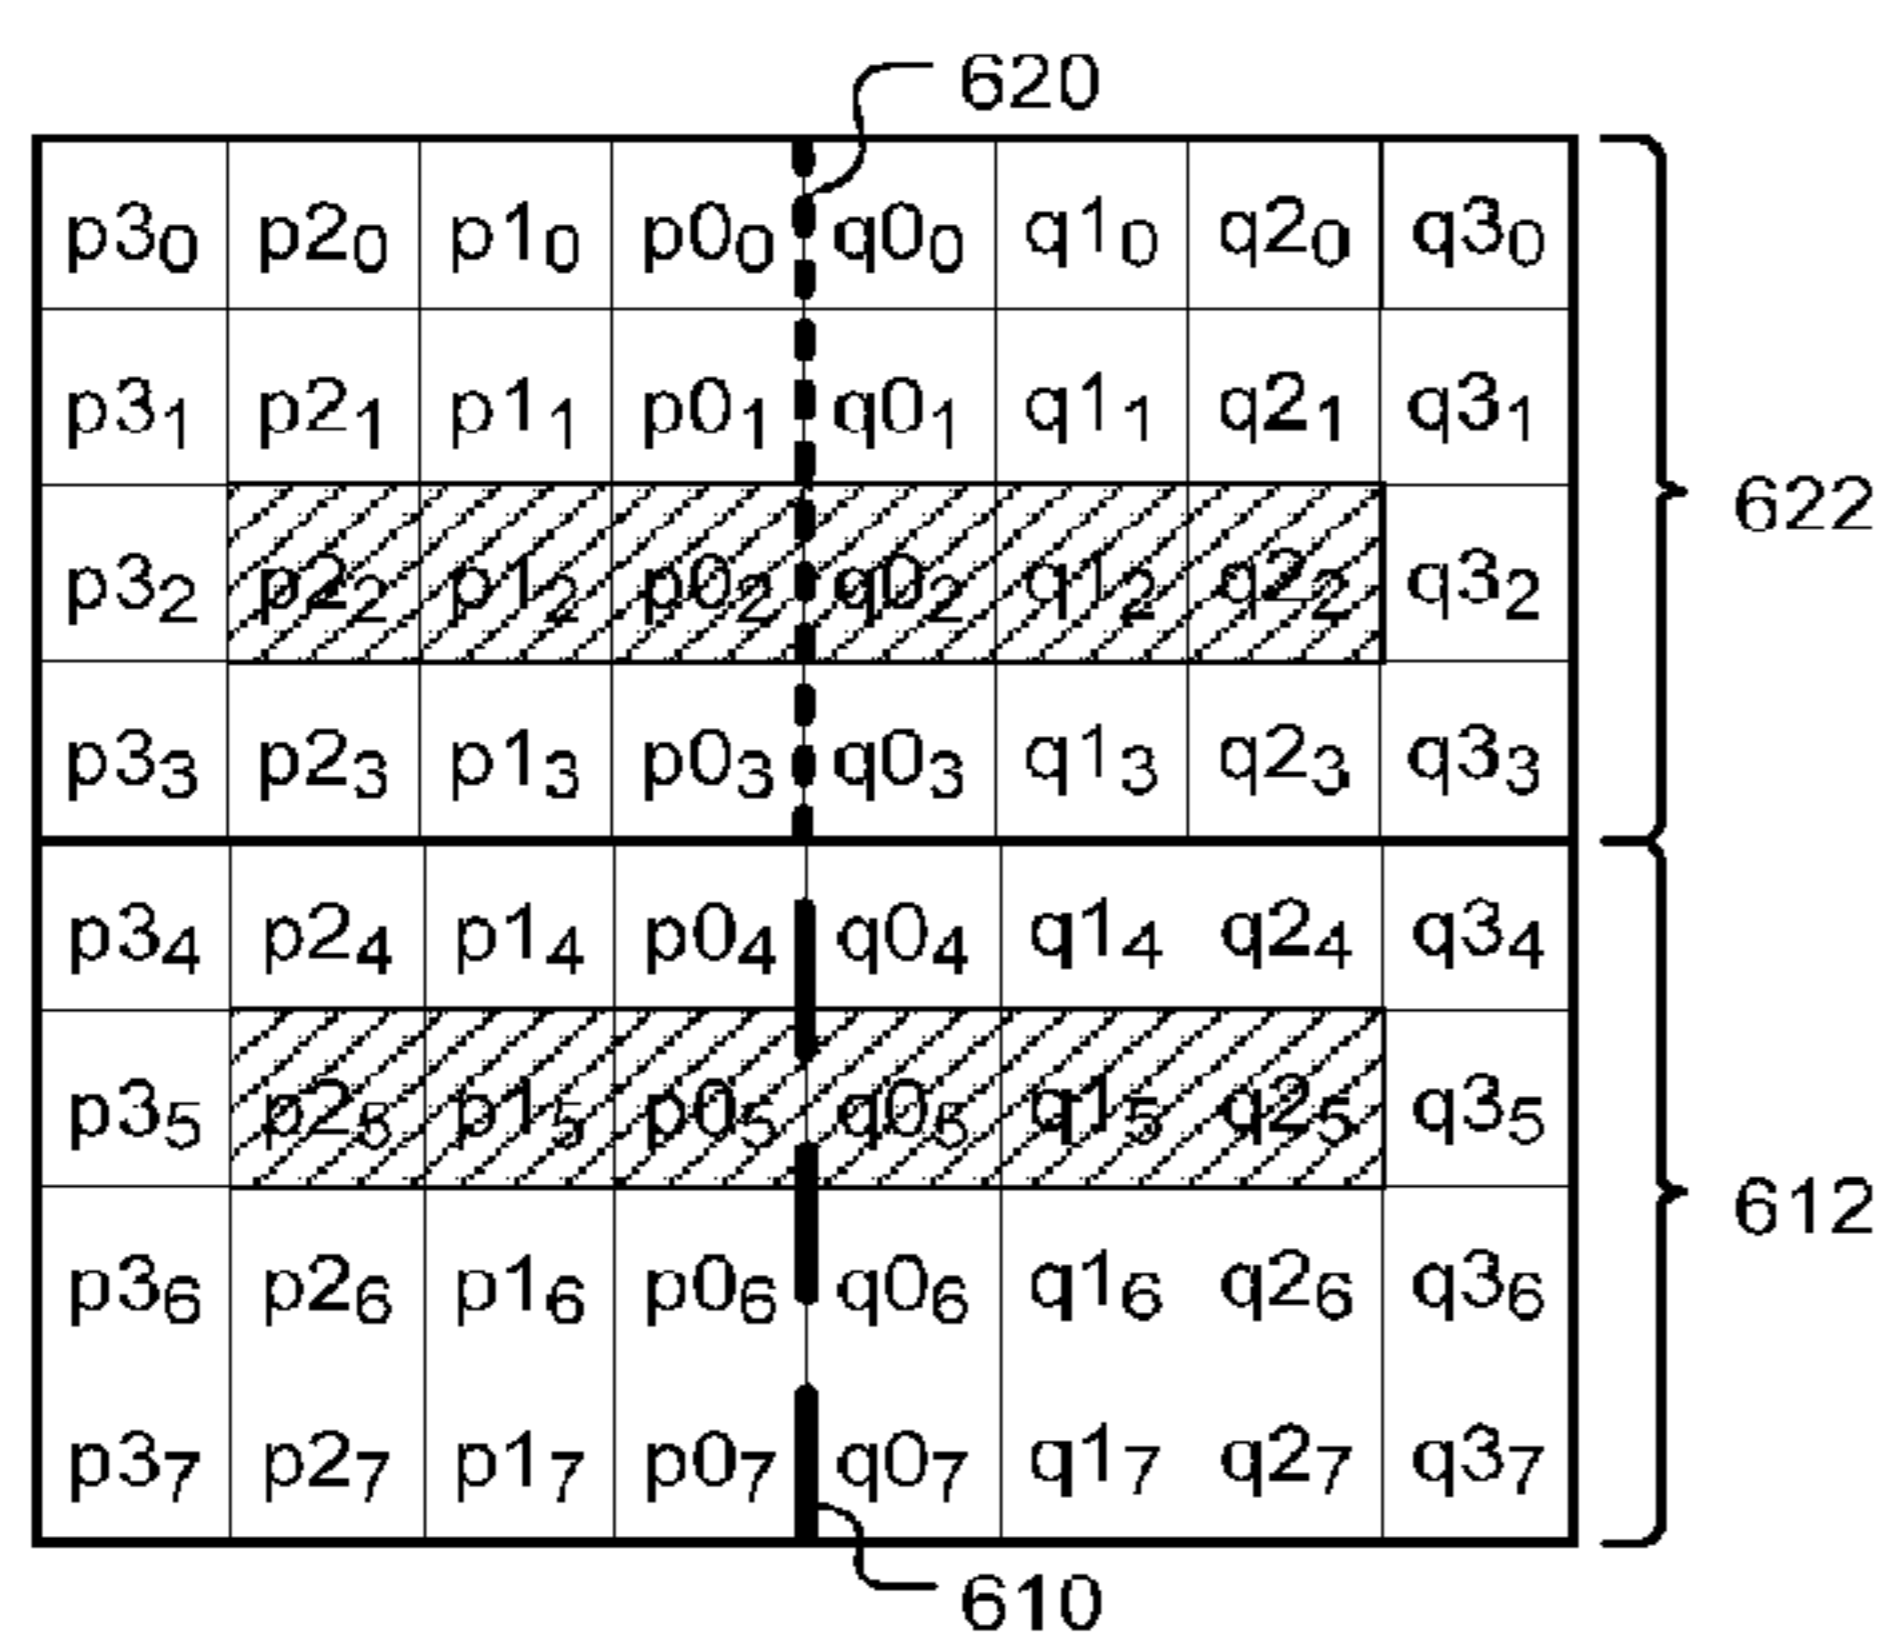 620
p3₀ p2₀ p1₀ p0₀ q0₀ q1₀ q2₀ q3₀
p3₁ p2₁ p1₁ p0₁ q0₁ q1₁ q2₁ q3₁
622
p3₂ p2₂ p1₂ p0₂ q0₂ q1₂ q2₂ q3₂
p3₃ p2₃ p1₃ p0₃ q0₃ q1₃ q2₃ q3₃
p3₄ p2₄ p1₄ p0₄ q0₄ q1₄ q2₄ q3₄
p3₅ p2₅ p1₅ p0₅ q0₅ q1₅ q2₅ q3₅
612
p3₆ p2₆ p1₆ p0₆ q0₆ q1₆ q2₆ q3₆
p3₇ p2₇ p1₇ p0₇ q0₇ q1₇ q2₇ q3₇
610